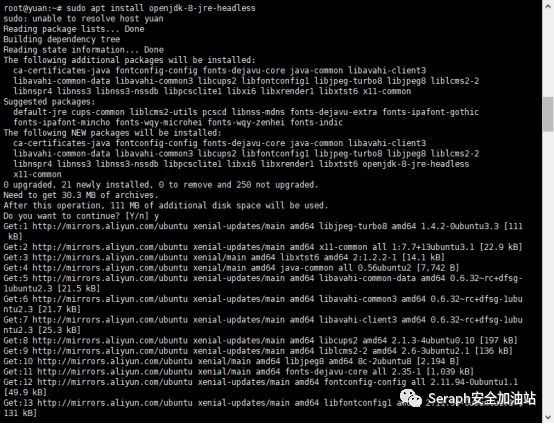 root@yuan:~# sudo apt install openjdk-8-jre-headless
sudo: unable to resolve host yuan
Reading package lists... Done
Building dependency tree
Reading state information... Done
The following additional packages will be installed:
  ca-certificates-java fontconfig-config fonts-dejavu-core java-common libavahi-client3
  libavahi-common-data libavahi-common3 libcups2 libfontconfig1 libjpeg-turbo8 libjpeg8 liblcms2-2
  libnspr4 libnss3 libnss3-nssdb libpcsclite1 libxi6 libxrender1 libxtst6 x11-common
Suggested packages:
  default-jre cups-common liblcms2-utils pcscd libnss-mdns fonts-dejavu-extra fonts-ipafont-gothic
  fonts-ipafont-mincho fonts-wqy-microhei fonts-wqy-zenhei fonts-indic
The following NEW packages will be installed:
  ca-certificates-java fontconfig-config fonts-dejavu-core java-common libavahi-client3
  libavahi-common-data libavahi-common3 libcups2 libfontconfig1 libjpeg-turbo8 libjpeg8 liblcms2-2
  libnspr4 libnss3 libnss3-nssdb libpcsclite1 libxi6 libxrender1 libxtst6 openjdk-8-jre-headless
  x11-common
0 upgraded, 21 newly installed, 0 to remove and 250 not upgraded.
Need to get 30.3 MB of archives.
After this operation, 111 MB of additional disk space will be used.
Do you want to continue? [Y/n] y
Get:1 http://mirrors.aliyun.com/ubuntu xenial-updates/main amd64 libjpeg-turbo8 amd64 1.4.2-0ubuntu3.3 [111
 kB]
Get:2 http://mirrors.aliyun.com/ubuntu xenial-updates/main amd64 x11-common all 1:7.7+13ubuntu3.1 [22.9 kB]
Get:3 http://mirrors.aliyun.com/ubuntu xenial/main amd64 libxtst6 amd64 2:1.2.2-1 [14.1 kB]
Get:4 http://mirrors.aliyun.com/ubuntu xenial/main amd64 java-common all 0.56ubuntu2 [7,742 B]
Get:5 http://mirrors.aliyun.com/ubuntu xenial-updates/main amd64 libavahi-common-data amd64 0.6.32~rc+dfsg-
1ubuntu2.3 [21.5 kB]
Get:6 http://mirrors.aliyun.com/ubuntu xenial-updates/main amd64 libavahi-common3 amd64 0.6.32~rc+dfsg-1ubu
ntu2.3 [21.7 kB]
Get:7 http://mirrors.aliyun.com/ubuntu xenial-updates/main amd64 libavahi-client3 amd64 0.6.32~rc+dfsg-1ubu
ntu2.3 [25.3 kB]
Get:8 http://mirrors.aliyun.com/ubuntu xenial-updates/main amd64 libcups2 amd64 2.1.3-4ubuntu0.10 [197 kB]
Get:9 http://mirrors.aliyun.com/ubuntu xenial-updates/main amd64 liblcms2-2 amd64 2.6-3ubuntu2.1 [136 kB]
Get:10 http://mirrors.aliyun.com/ubuntu xenial/main amd64 libjpeg8 amd64 8c-2ubuntu8 [2,194 B]
Get:11 http://mirrors.aliyun.com/ubuntu xenial/main amd64 fonts-dejavu-core all 2.35-1 [1,039 kB]
Get:12 http://mirrors.aliyun.com/ubuntu xenial-updates/main amd64 fontconfig-config all 2.11.94-0ubuntu1.1
[49.9 kB]
Get:13 http://mirrors.aliyun.com/ubuntu xenial-updates/main amd64 libfontconfig1
131 kB]
Seraph安全加油站